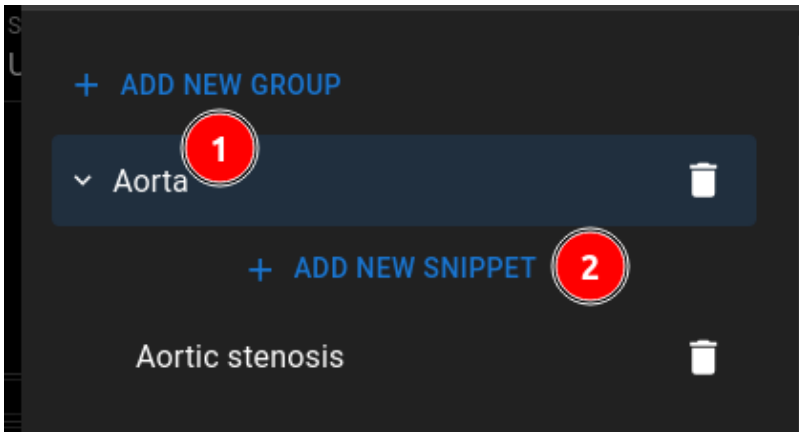 S
U
+ ADD NEW GROUP
1
Aorta
+ ADD NEW SNIPPET 2
Aortic stenosis